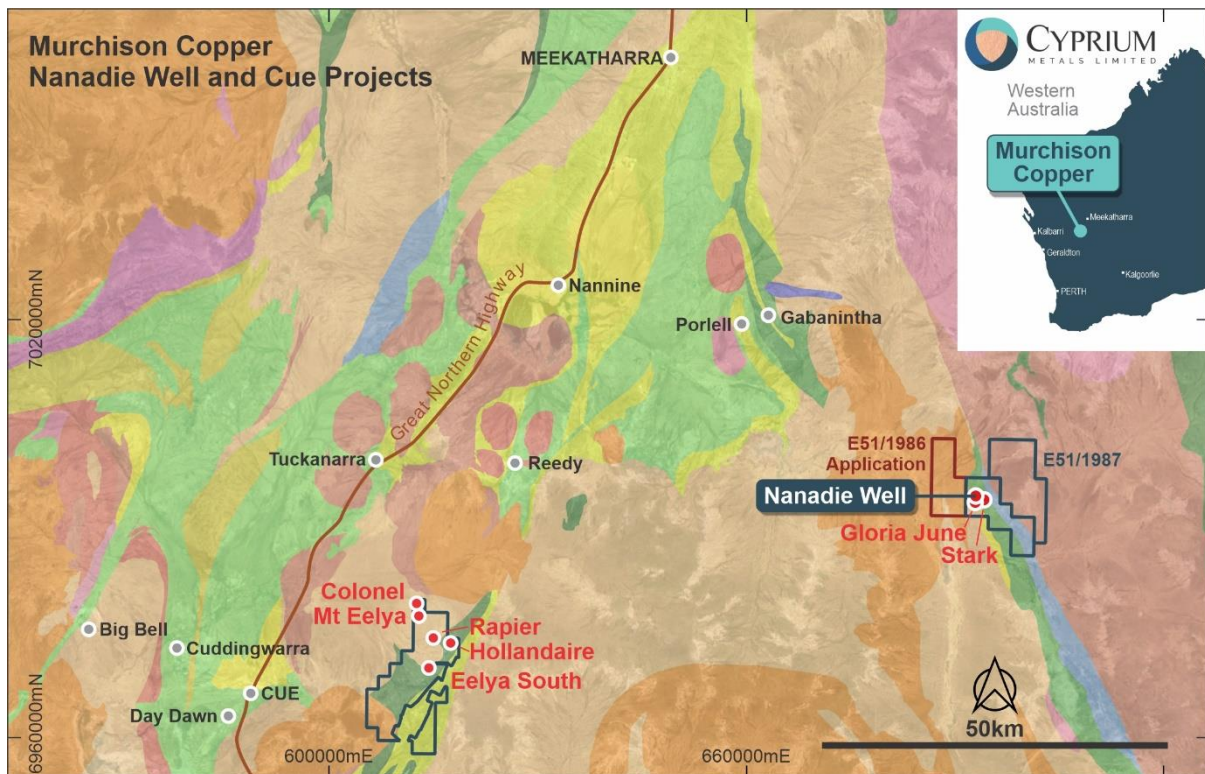 Murchison Copper
Nanadie Well and Cue Projects
MEEKATHARRA
CYPRIUM
METALS LIMITED
Western
Australia
Murchison
Copper
Meekatharra
Kalbarri
Geraldton
Kalgoorlie
PERTH
7020000mN
Great Northern Highway
Nannine
Porlell
Gabanintha
Tuckanarra
Reedy
E51/1986
Application
E51/1987
Nanadie Well
Gloria June
Stark
Colonel
Mt Eelya
Rapier
Hollandaire
Eelya South
Big Bell
Cuddingwarra
CUE
Day Dawn
6960000mN
600000mE
660000mE
50km